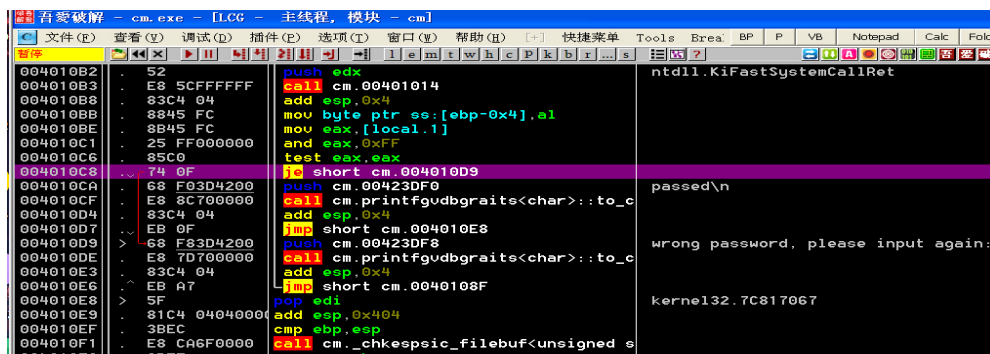 吾爱破解 - cm.exe - [LCG - 主线程, 模块 - cm]
C 文件(F) 查看(V) 调试(D) 插件(P) 选项(T) 窗口(W) 帮助(H) [+] 快捷菜单 Tools Brea BP P VB Notepad Calc Fold
暂停 l e m t w h c P k b r ... s ?
004010B2 . 52 push edx ntdll.KiFastSystemCallRet
004010B3 . E8 5CFFFFFF call cm.00401014
004010B8 . 83C4 04 add esp,0x4
004010BB . 8845 FC mov byte ptr ss:[ebp-0x4],al
004010BE . 8B45 FC mov eax,[local.1]
004010C1 . 25 FF000000 and eax,0xFF
004010C6 . 85C0 test eax,eax
004010C8 . 74 0F je short cm.004010D9
004010CA . 68 F03D4200 push cm.00423DF0 passed\n
004010CF . E8 8C700000 call cm.printfgvdbgraits<char>::to_c
004010D4 . 83C4 04 add esp,0x4
004010D7 . EB 0F jmp short cm.004010E8
004010D9 > 68 F83D4200 push cm.00423DF8 wrong password, please input again:
004010DE . E8 7D700000 call cm.printfgvdbgraits<char>::to_c
004010E3 . 83C4 04 add esp,0x4
004010E6 .^ EB A7 jmp short cm.0040108F
004010E8 > 5F pop edi kernel32.7C817067
004010E9 . 81C4 04040000 add esp,0x404
004010EF . 3BEC cmp ebp,esp
004010F1 . E8 CA6F0000 call cm._chkespsic_filebuf<unsigned s